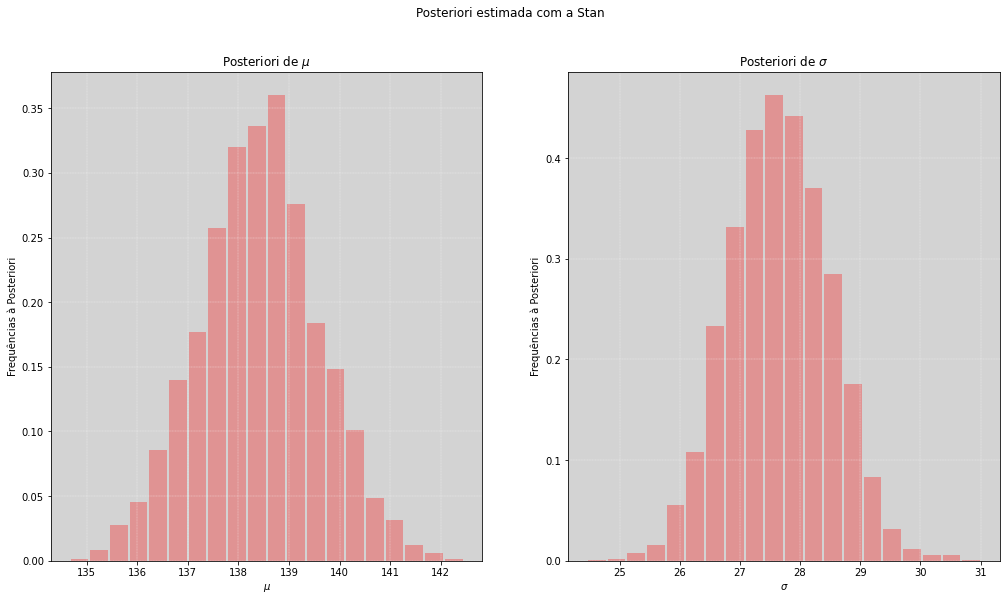 Posteriori estimada com a Stan
Posteriori de μ
Frequências à Posteriori
0.35
0.30
0.25
0.20
0.15
0.10
0.05
0.00
135 136 137 138 139 140 141 142
μ
Posteriori de σ
Frequências à Posteriori
0.4
0.3
0.2
0.1
0.0
25 26 27 28 29 30 31
σ